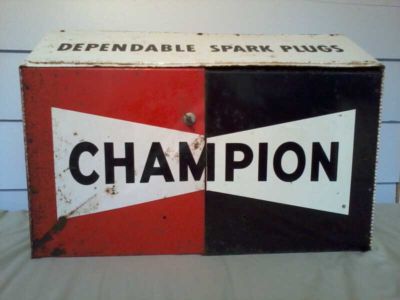 DEPENDABLE SPARK PLUGS
CHAMPION